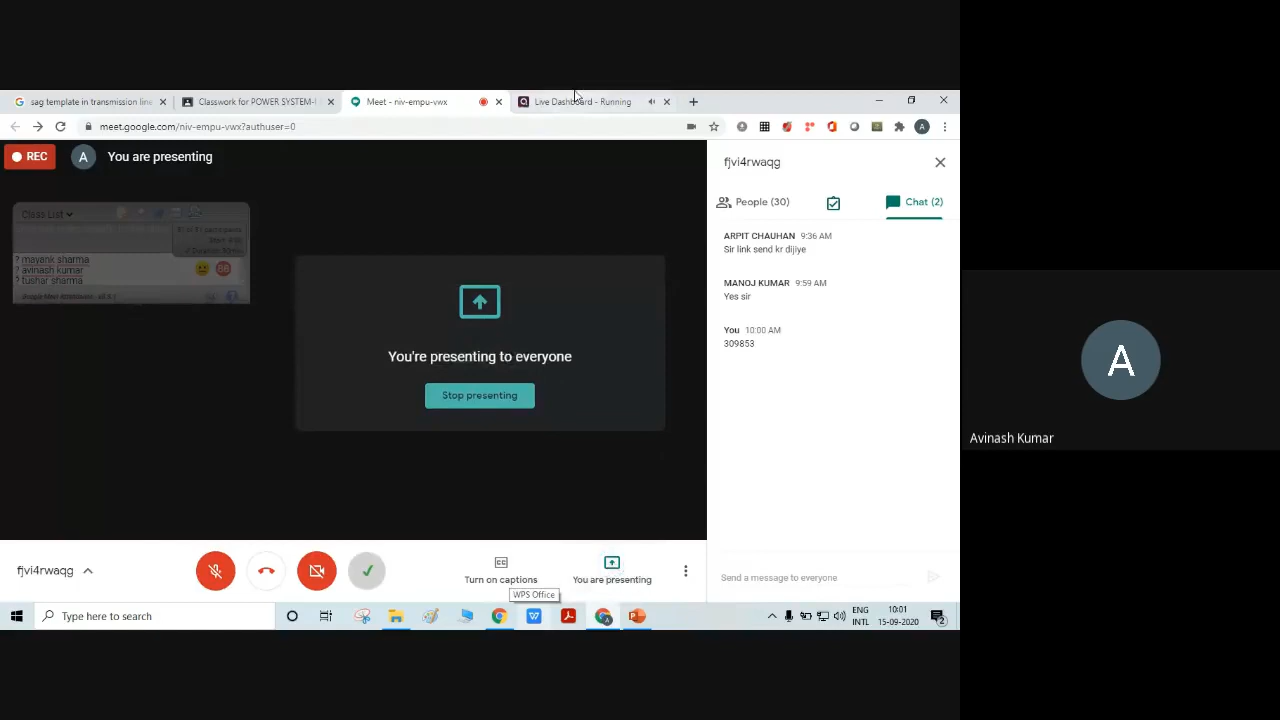 sag template in transmission line
Classwork for POWER SYSTEM-I
Meet - niv-empu-vwx
Live Dashboard - Running
meet.google.com/niv-empu-vwx?authuser=0
A
REC
A
You are presenting
fjvi4rwaqg
People (30)
Chat (2)
Class List
? mayank sharma
? avinash kumar
? tushar sharma
ARPIT CHAUHAN 9:36 AM
Sir link send kr dijiye
MANOJ KUMAR 9:59 AM
Yes sir
You 10:00 AM
309853
You're presenting to everyone
Stop presenting
A
Avinash Kumar
fjvi4rwaqg
Turn on captions
You are presenting
Send a message to everyone
WPS Office
Type here to search
ENG
INTL
10:01
15-09-2020
2